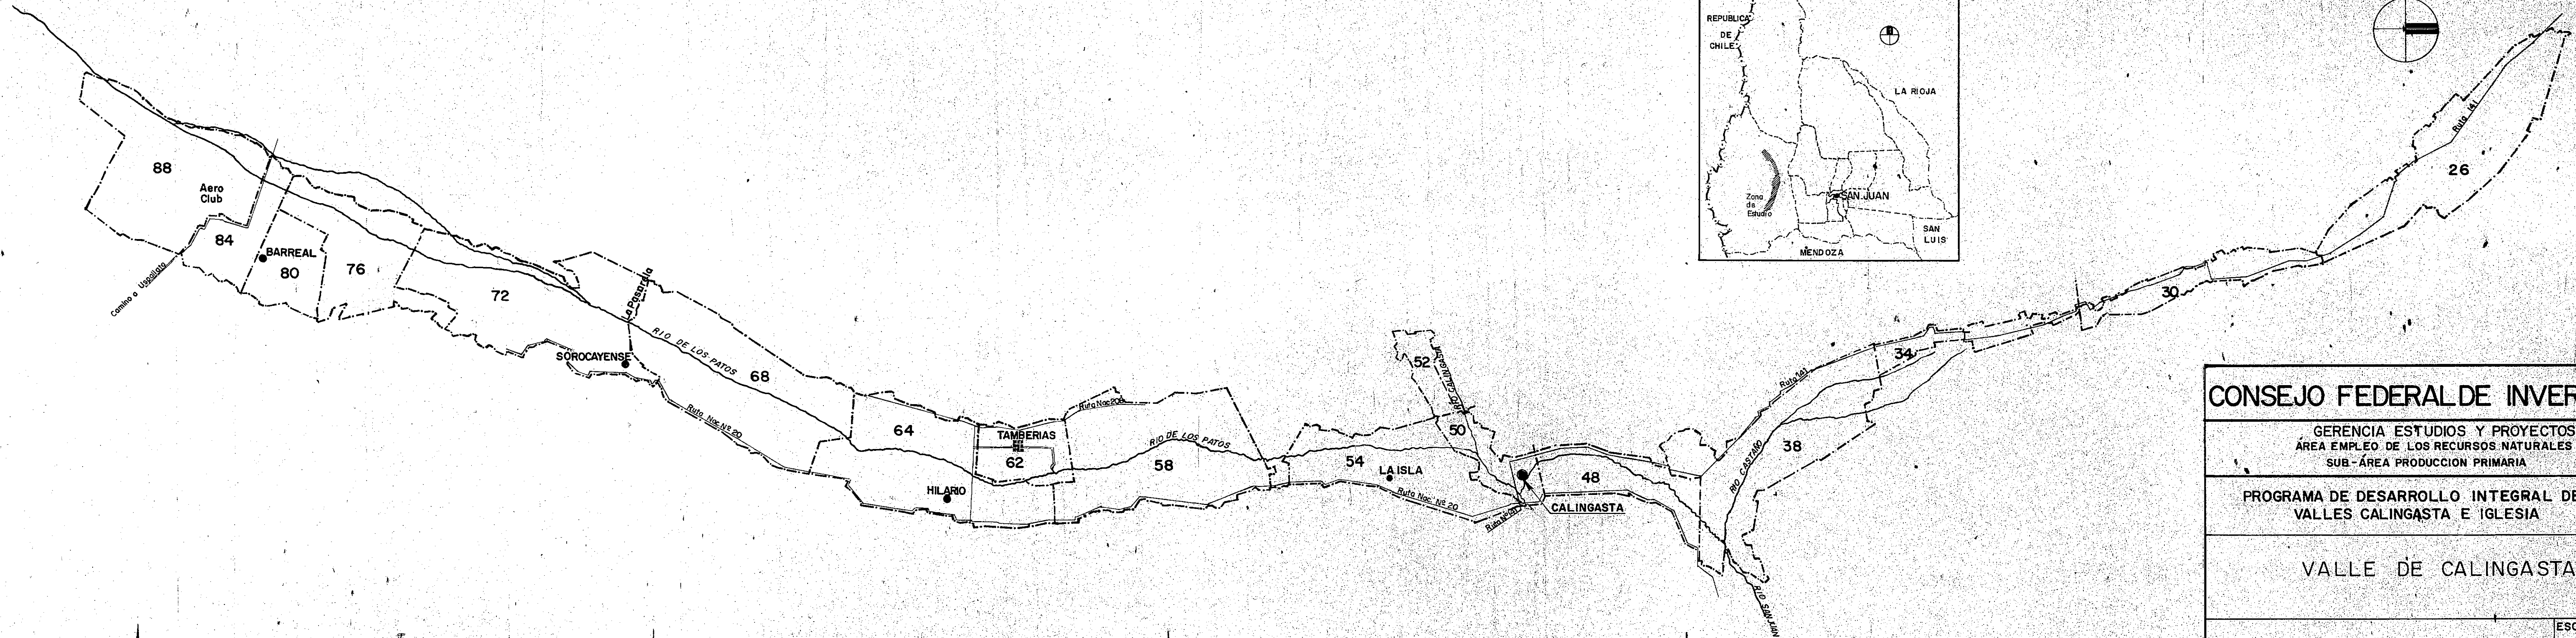 REPUBLICA
DE
CHILE
LA RIOJA
Zona
de
Estudio
SAN JUAN
SAN
LUIS
MENDOZA
88
Aero
Club
84
BARREAL
80
76
72
Camino a Uspallata
La Pasarela
SOROCAYENSE
RIO DE LOS PATOS
68
Ruta Nac. Nº 20
64
TAMBERIAS
62
HILARIO
Ruta Nac 20
RIO DE LOS PATOS
58
54
LA ISLA
Ruta Nac. Nº 20
52
RIO CALINGASTA
50
48
CALINGASTA
Ruta 141
34
38
RIO CASTAÑO
RIO SAN JUAN
30
Ruta 141
26
CONSEJO FEDERAL DE INVER
GERENCIA ESTUDIOS Y PROYECTOS
ÁREA EMPLEO DE LOS RECURSOS NATURALES
SUB-ÁREA PRODUCCION PRIMARIA
PROGRAMA DE DESARROLLO INTEGRAL DE
VALLES CALINGASTA E IGLESIA
VALLE DE CALINGASTA
ESC